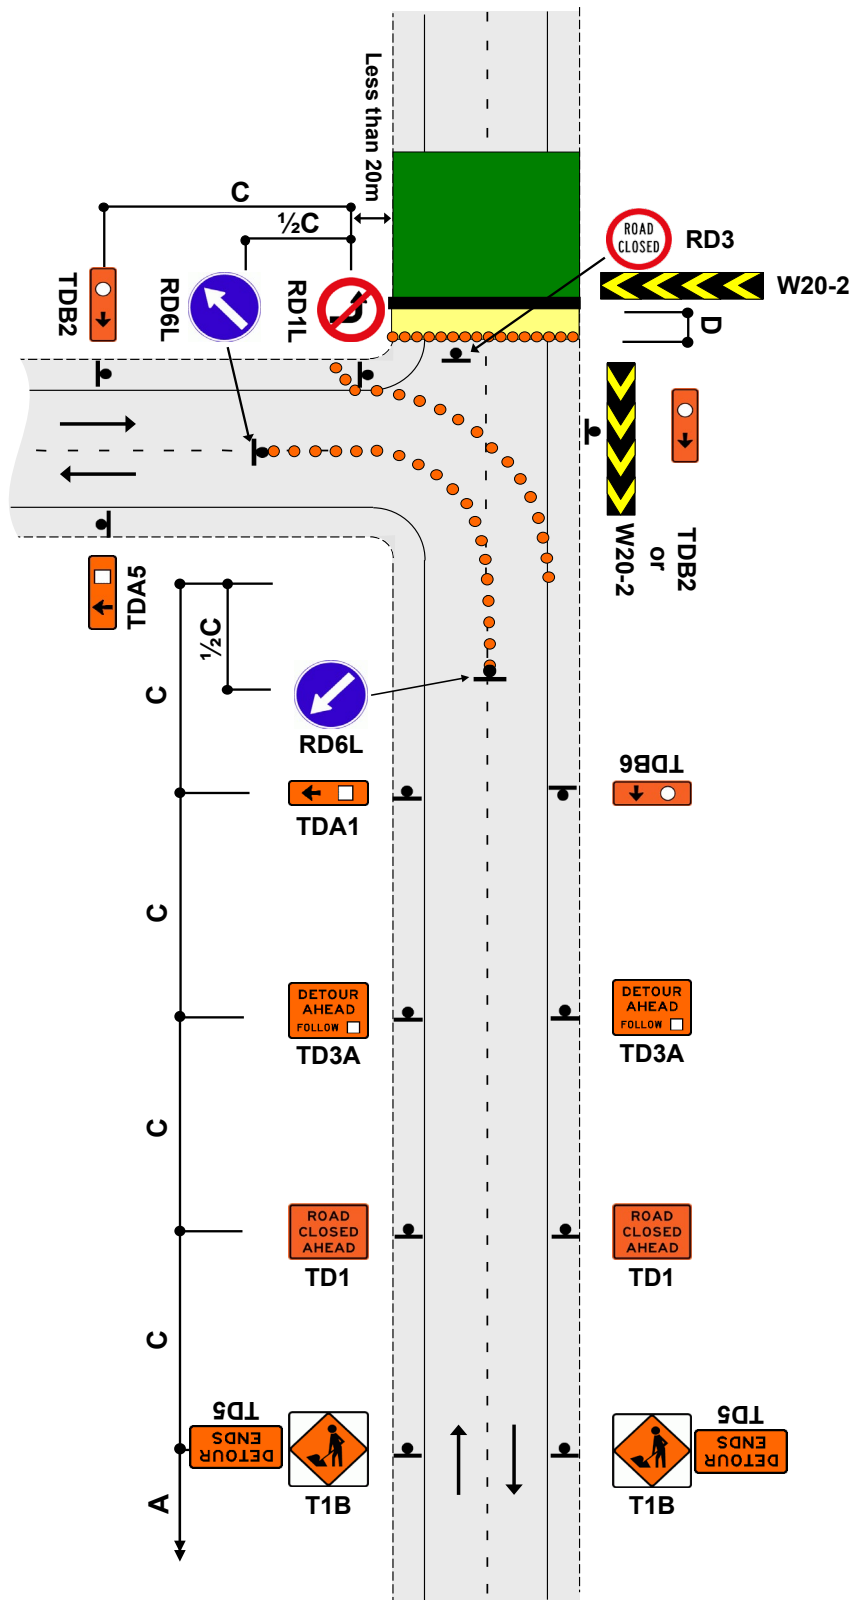 Less than 20m
C
½C
TDB2
RD6L
RD1L
ROAD
CLOSED
RD3
W20-2
D
W20-2
or
TDB2
TDA5
½C
C
RD6L
TDA1
TDB6
C
DETOUR
AHEAD
FOLLOW
TD3A
DETOUR
AHEAD
FOLLOW
TD3A
C
ROAD
CLOSED
AHEAD
TD1
ROAD
CLOSED
AHEAD
TD1
C
TD5
DETOUR
ENDS
T1B
TD5
DETOUR
ENDS
T1B
A